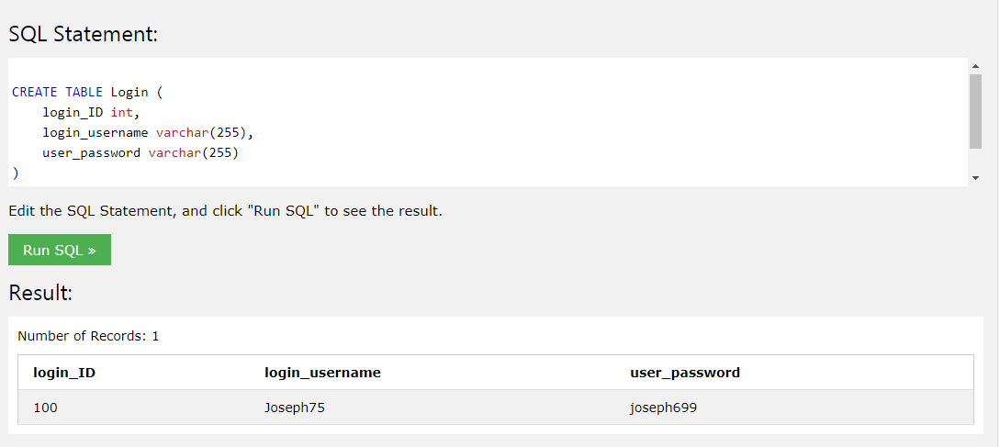 SQL Statement:
CREATE TABLE Login (
    login_ID int,
    login_username varchar(255),
    user_password varchar(255)
)
Edit the SQL Statement, and click "Run SQL" to see the result.
Run SQL »
Result:
Number of Records: 1
login_ID login_username user_password
100 Joseph75 joseph699